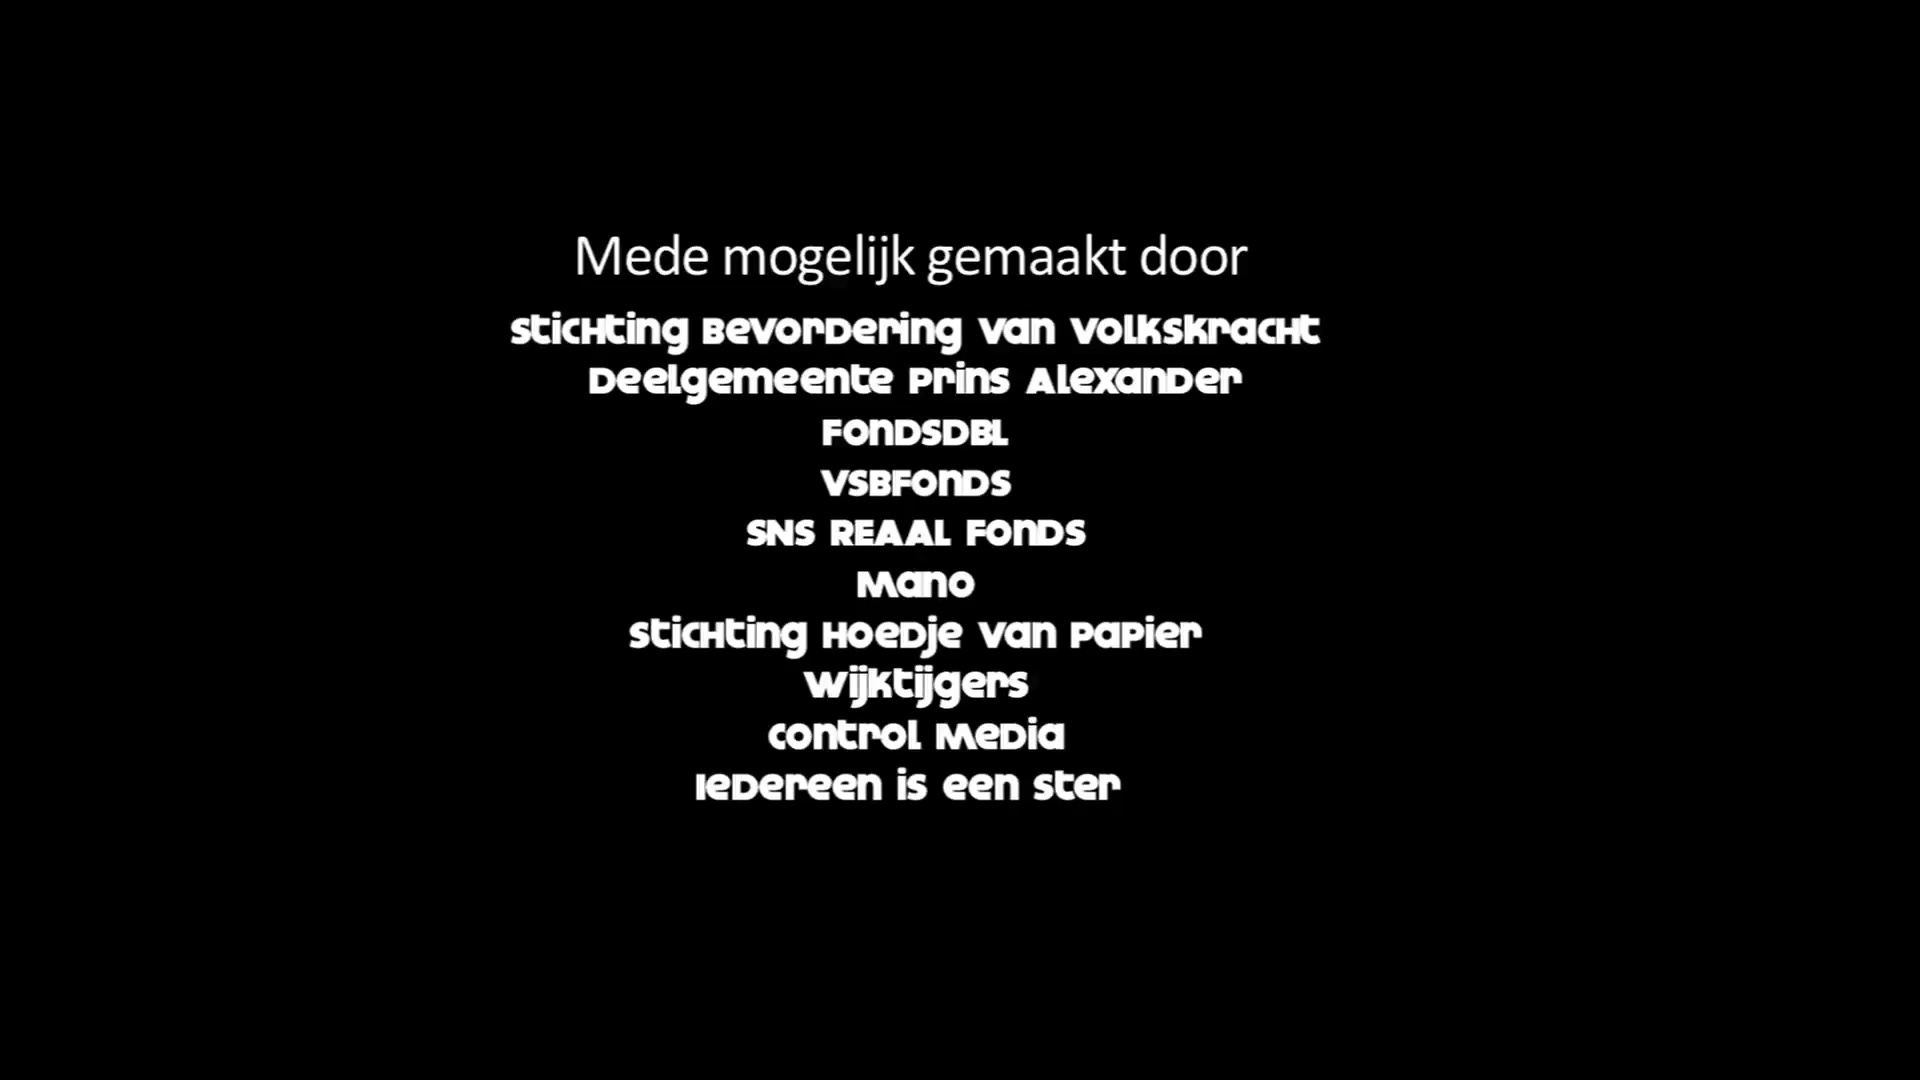 Mede mogelijk gemaakt door
Stichting Bevordering van Volkskracht
Deelgemeente Prins Alexander
FONDSDBL
VSBFonds
SNS REAAL Fonds
Mano
Stichting Hoedje van Papier
Wijktijgers
Control Media
Iedereen is een ster